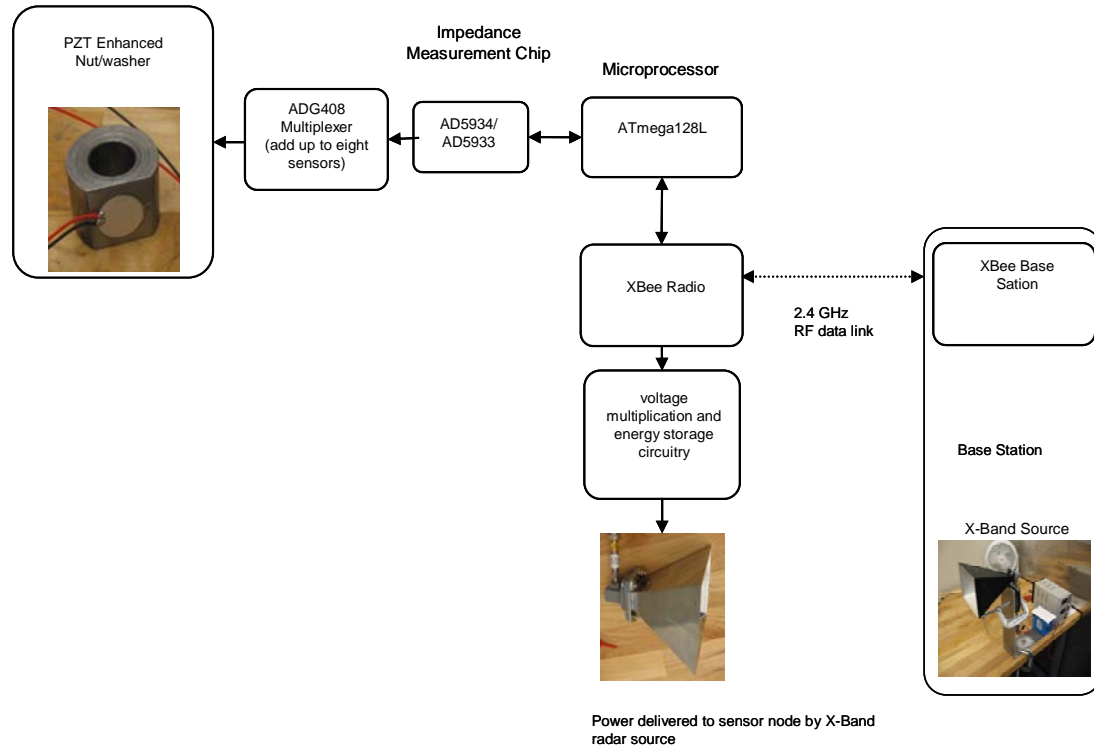 PZT Enhanced
Nut/washer
Impedance
Measurement Chip
Microprocessor
ADG408
Multiplexer
(add up to eight
sensors)
AD5934/
AD5933
ATmega128L
XBee Radio
2.4 GHz
RF data link
XBee Base
Sation
voltage
multiplication and
energy storage
circuitry
Base Station
X-Band Source
Power delivered to sensor node by X-Band
radar source